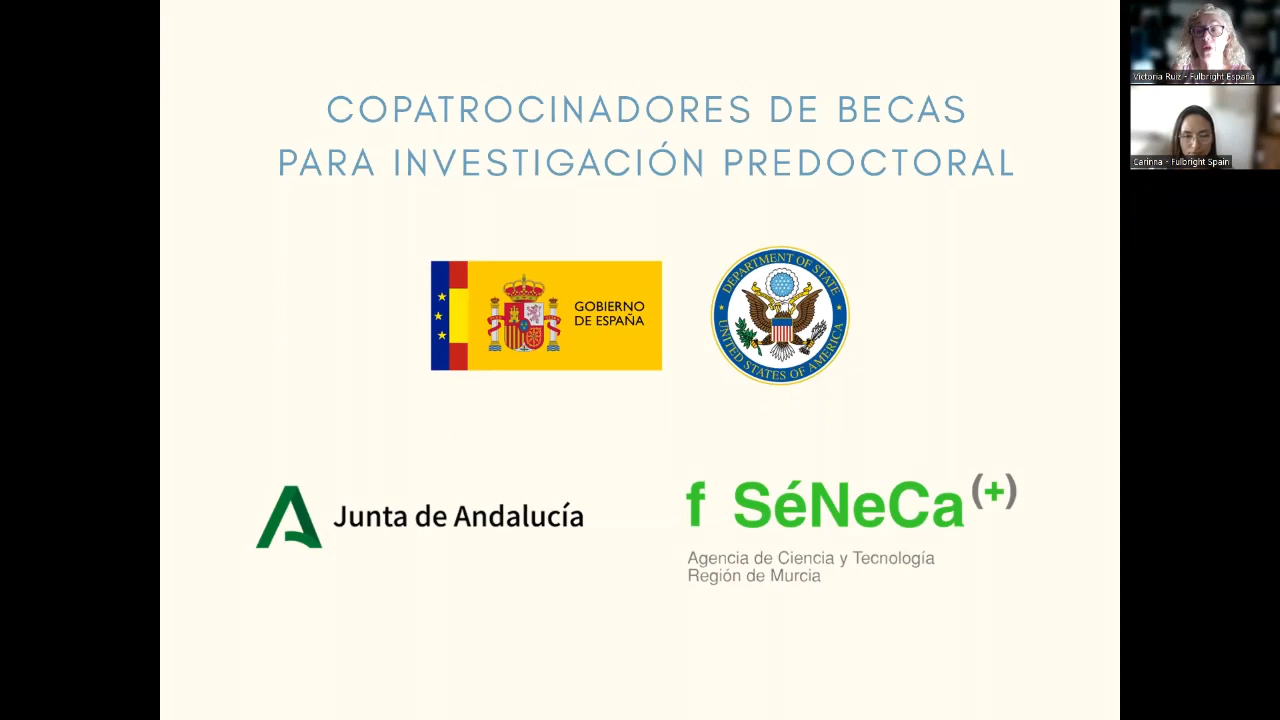 COPATROCINADORES DE BECAS
PARA INVESTIGACIÓN PREDOCTORAL
GOBIERNO
DE ESPAÑA
DEPARTMENT OF STATE
UNITED STATES OF AMERICA
Junta de Andalucía
f SéNeCa(+)
Agencia de Ciencia y Tecnología
Región de Murcia
Victoria Ruiz - Fulbright España
Carinna - Fulbright Spain